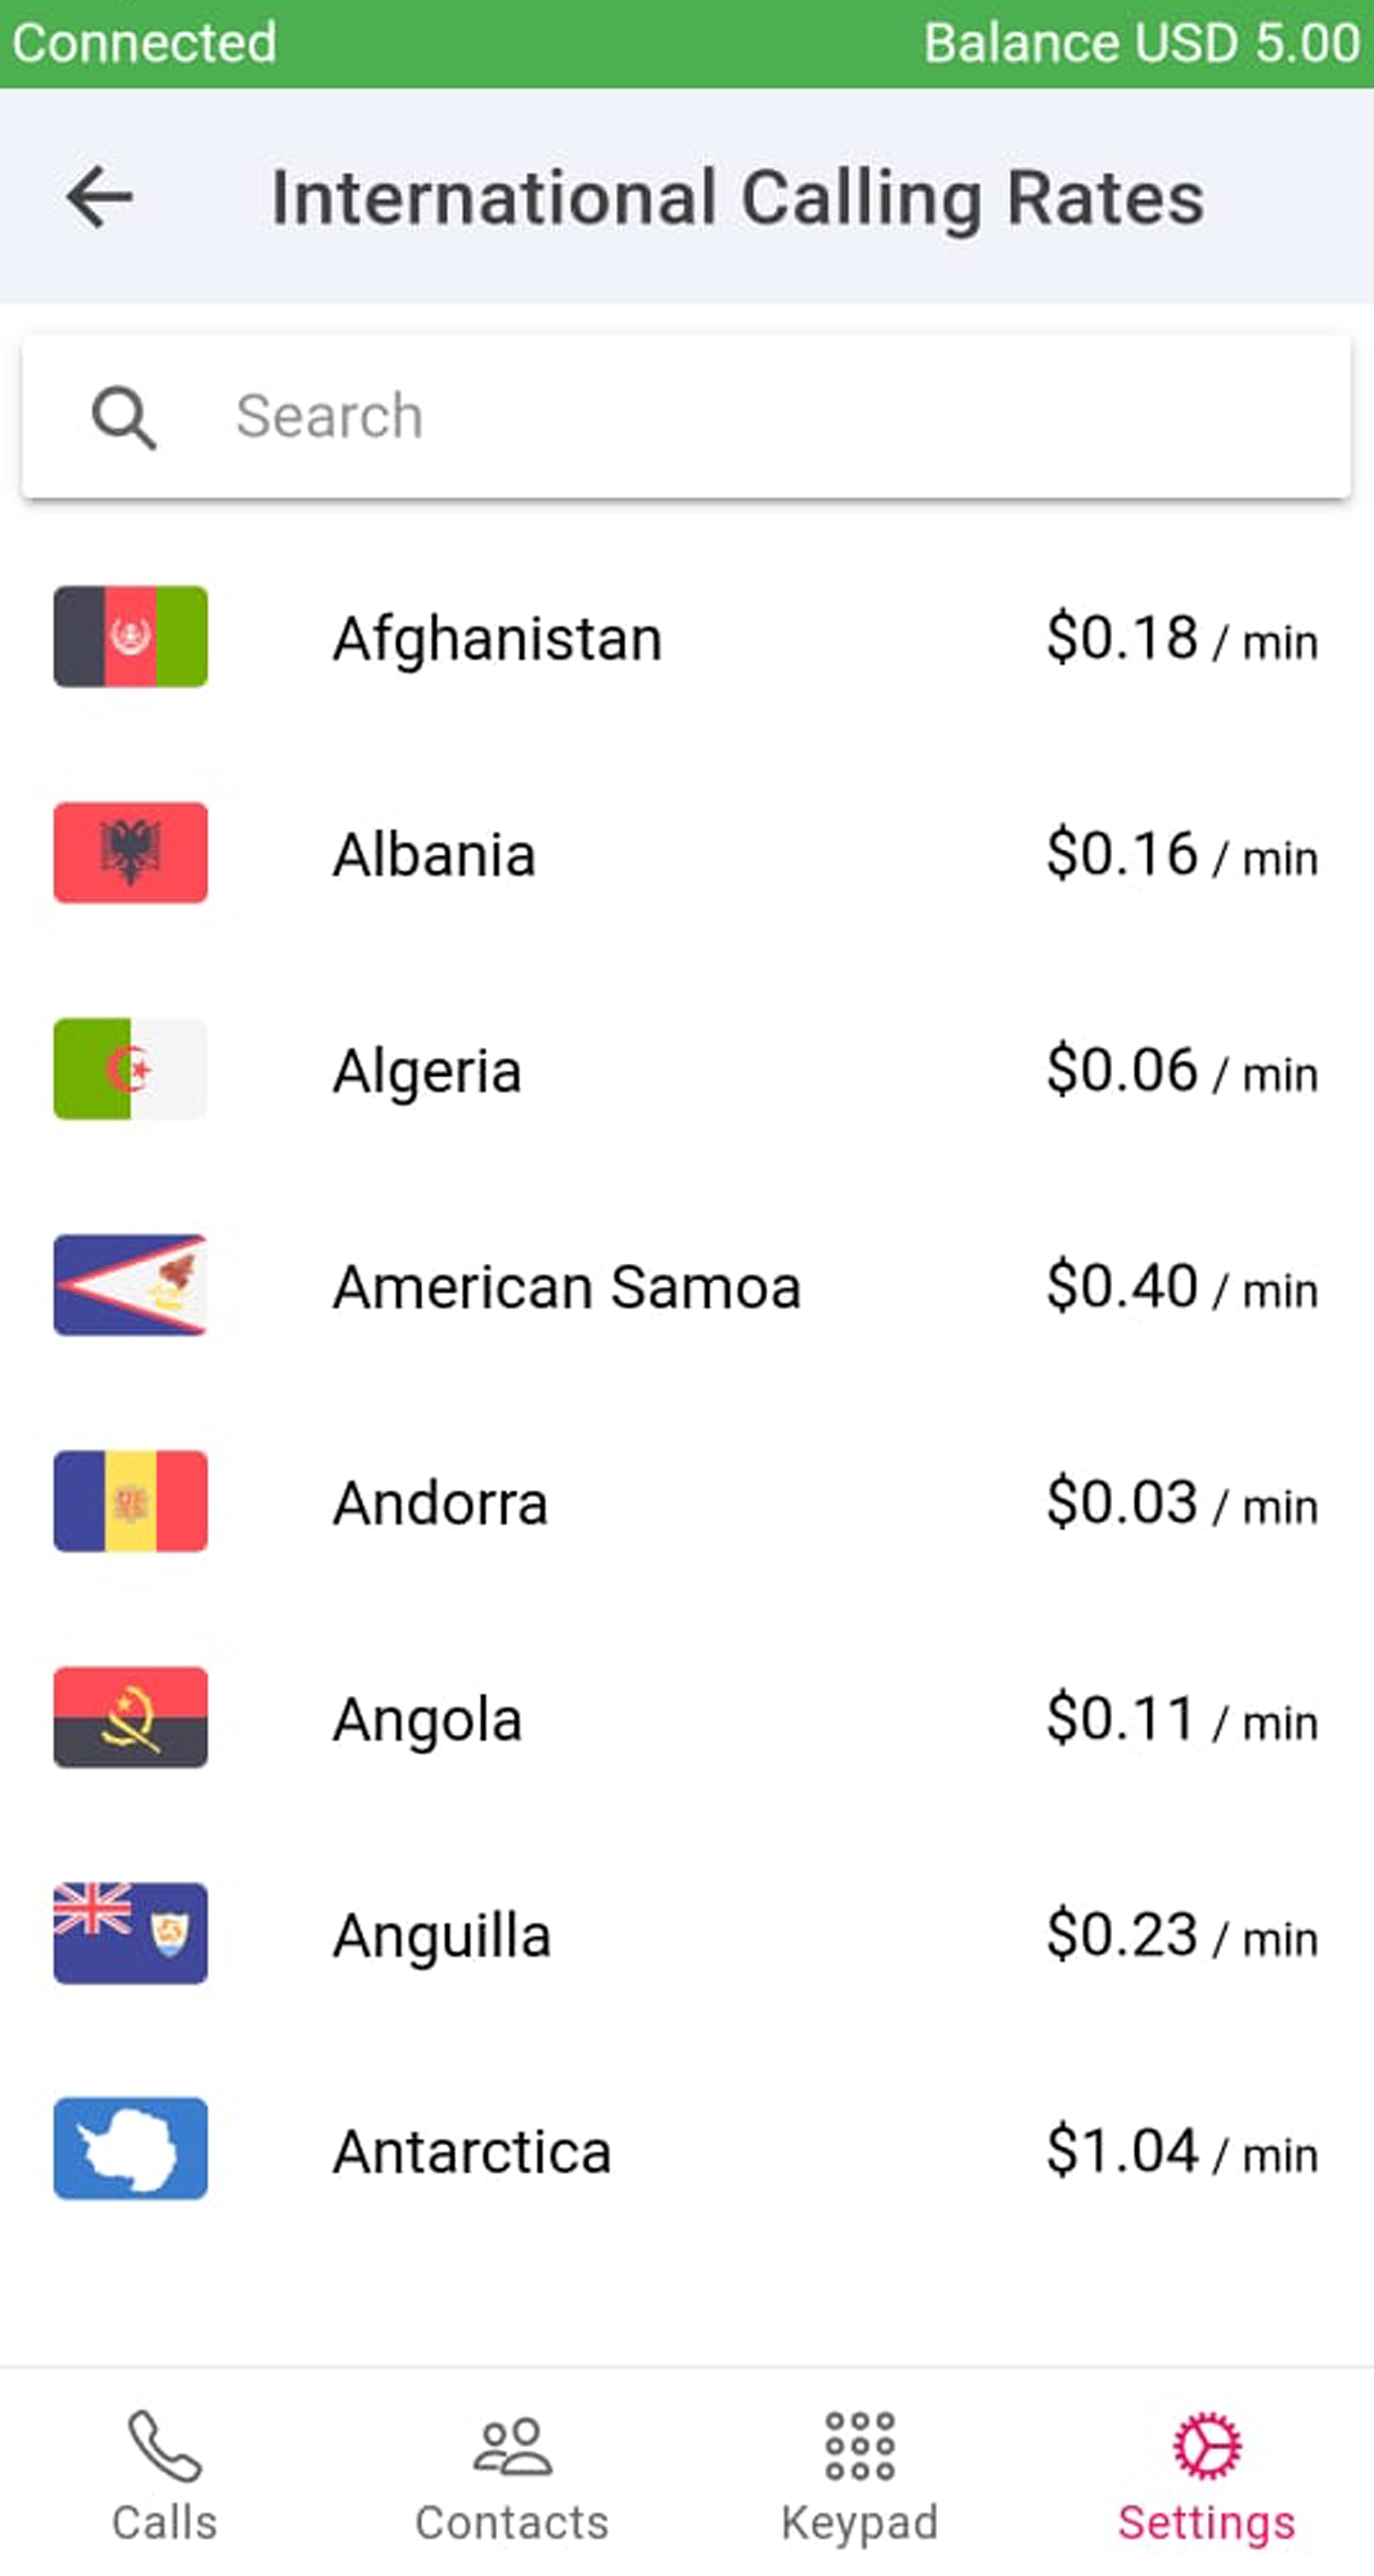 Connected Balance USD 5.00
International Calling Rates
Search
Afghanistan $0.18 / min
Albania $0.16 / min
Algeria $0.06 / min
American Samoa $0.40 / min
Andorra $0.03 / min
Angola $0.11 / min
Anguilla $0.23 / min
Antarctica $1.04 / min
Calls Contacts Keypad Settings